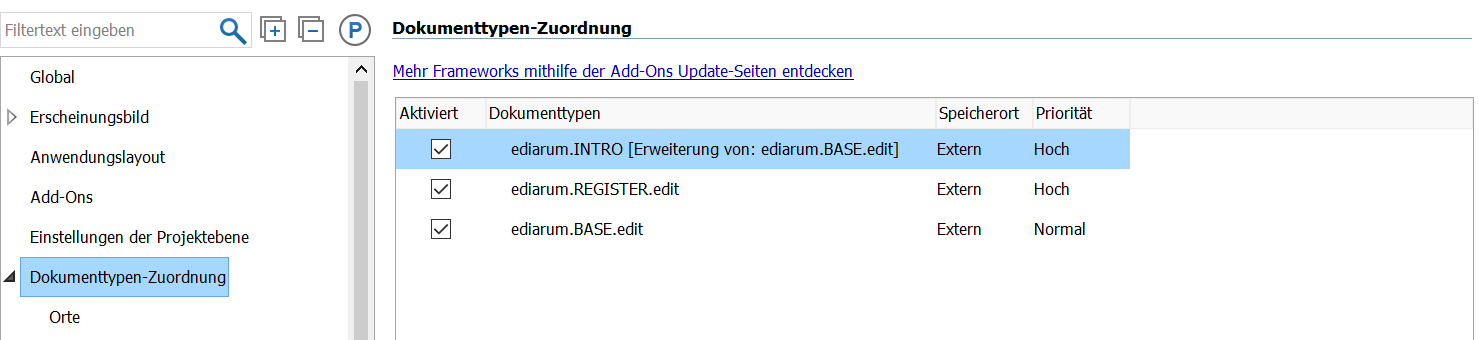 Filtertext eingeben
P
Global
Erscheinungsbild
Anwendungslayout
Add-Ons
Einstellungen der Projektebene
Dokumenttypen-Zuordnung
Orte
Dokumenttypen-Zuordnung
Mehr Frameworks mithilfe der Add-Ons Update-Seiten entdecken
Aktiviert Dokumenttypen Speicherort Priorität
ediarum.INTRO [Erweiterung von: ediarum.BASE.edit] Extern Hoch
ediarum.REGISTER.edit Extern Hoch
ediarum.BASE.edit Extern Normal